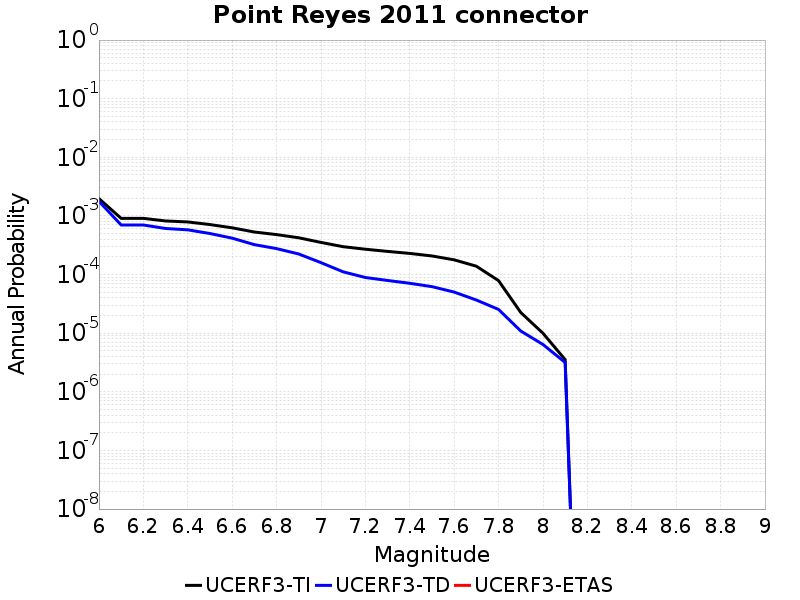 Point Reyes 2011 connector
Annual Probability
10^0
10^-1
10^-2
10^-3
10^-4
10^-5
10^-6
10^-7
10^-8
6 6.2 6.4 6.6 6.8 7 7.2 7.4 7.6 7.8 8 8.2 8.4 8.6 8.8 9
Magnitude
UCERF3-TI UCERF3-TD UCERF3-ETAS